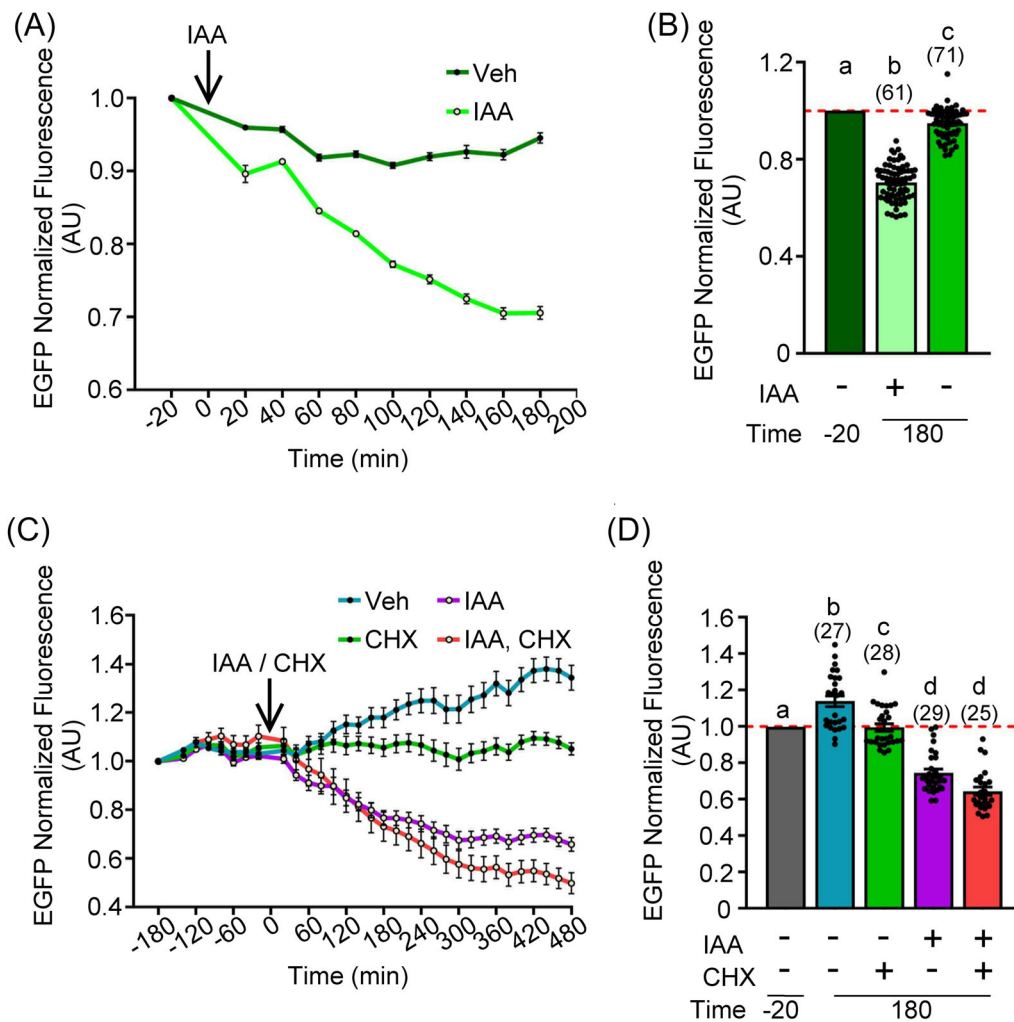 (A)
EGFP Normalized Fluorescence
(AU)
IAA
Veh
IAA
1.0
0.9
0.8
0.7
0.6
-20 0 20 40 60 80 100 120 140 160 180 200
Time (min)
(B)
EGFP Normalized Fluorescence
(AU)
a b c
(61) (71)
1.2
0.8
0.4
0
IAA - + -
Time -20 180
(C)
EGFP Normalized Fluorescence
(AU)
Veh IAA
CHX IAA, CHX
IAA / CHX
1.6
1.4
1.2
1.0
0.8
0.6
0.4
-180 -120 -60 0 60 120 180 240 300 360 420 480
Time (min)
(D)
EGFP Normalized Fluorescence
(AU)
a b c d d
(27) (28) (29) (25)
1.6
1.4
1.2
1.0
0.8
0.6
0.4
0.2
0
IAA - - - + +
CHX - - + - +
Time -20 180